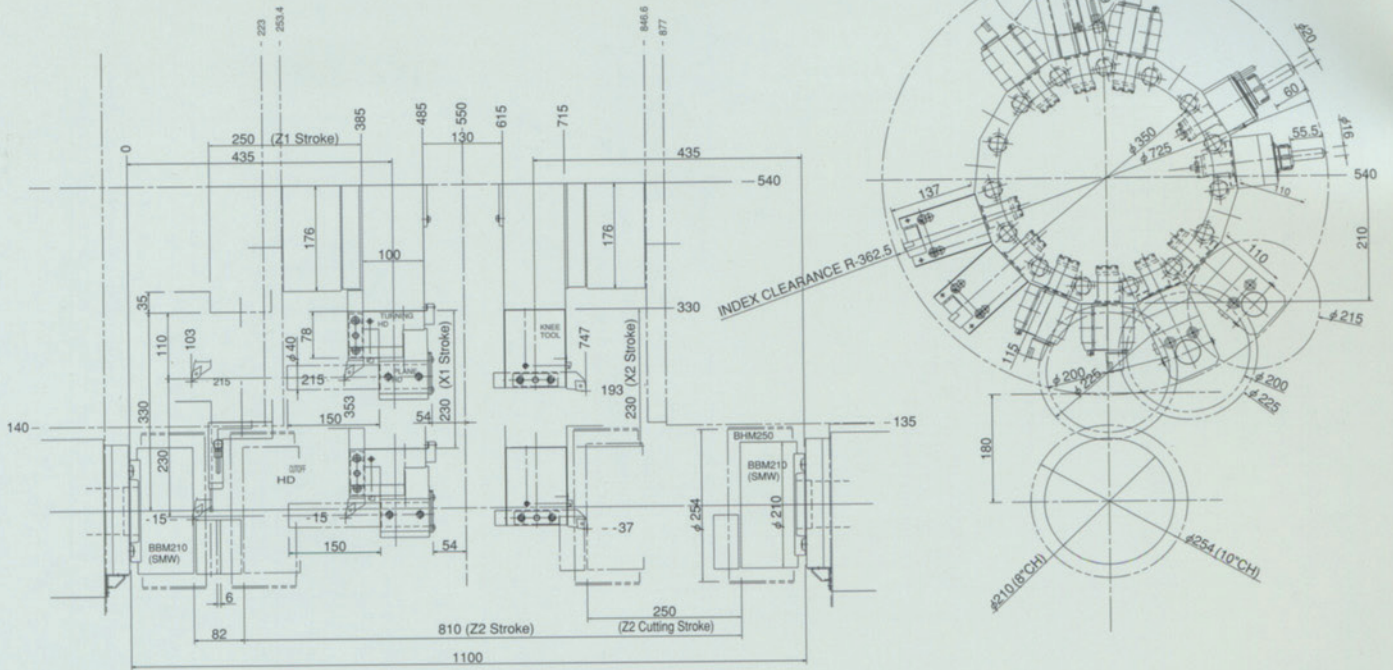 223
253.4
846.6
877
0
250 (Z1 Stroke)
435
385
485
550
130
615
715
435
540
176
100
176
35
110
103
78
TURNING
HD
KNEE
TOOL
747
330
φ40
215
215
193
(X1 Stroke)
230
(X2 Stroke)
230
330
353
150
54
140
135
230
CUTOFF
HD
BHM250
BBM210
(SMW)
φ254
φ210
-15
-15
-37
BBM210
(SMW)
150
54
6
82
810 (Z2 Stroke)
250
(Z2 Cutting Stroke)
1100
φ20
60
φ350
φ725
55.5
φ16
110
540
137
210
INDEX CLEARANCE R-362.5
110
φ215
115
φ200
φ225
φ200
φ225
180
φ210 (8"CH)
φ254 (10"CH)